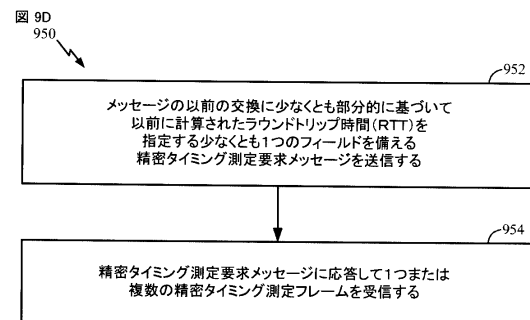 図 9D
950
952
メッセージの以前の交換に少なくとも部分的に基づいて
以前に計算されたラウンドトリップ時間(RTT)を
指定する少なくとも1つのフィールドを備える
精密タイミング測定要求メッセージを送信する
954
精密タイミング測定要求メッセージに応答して1つまたは
複数の精密タイミング測定フレームを受信する